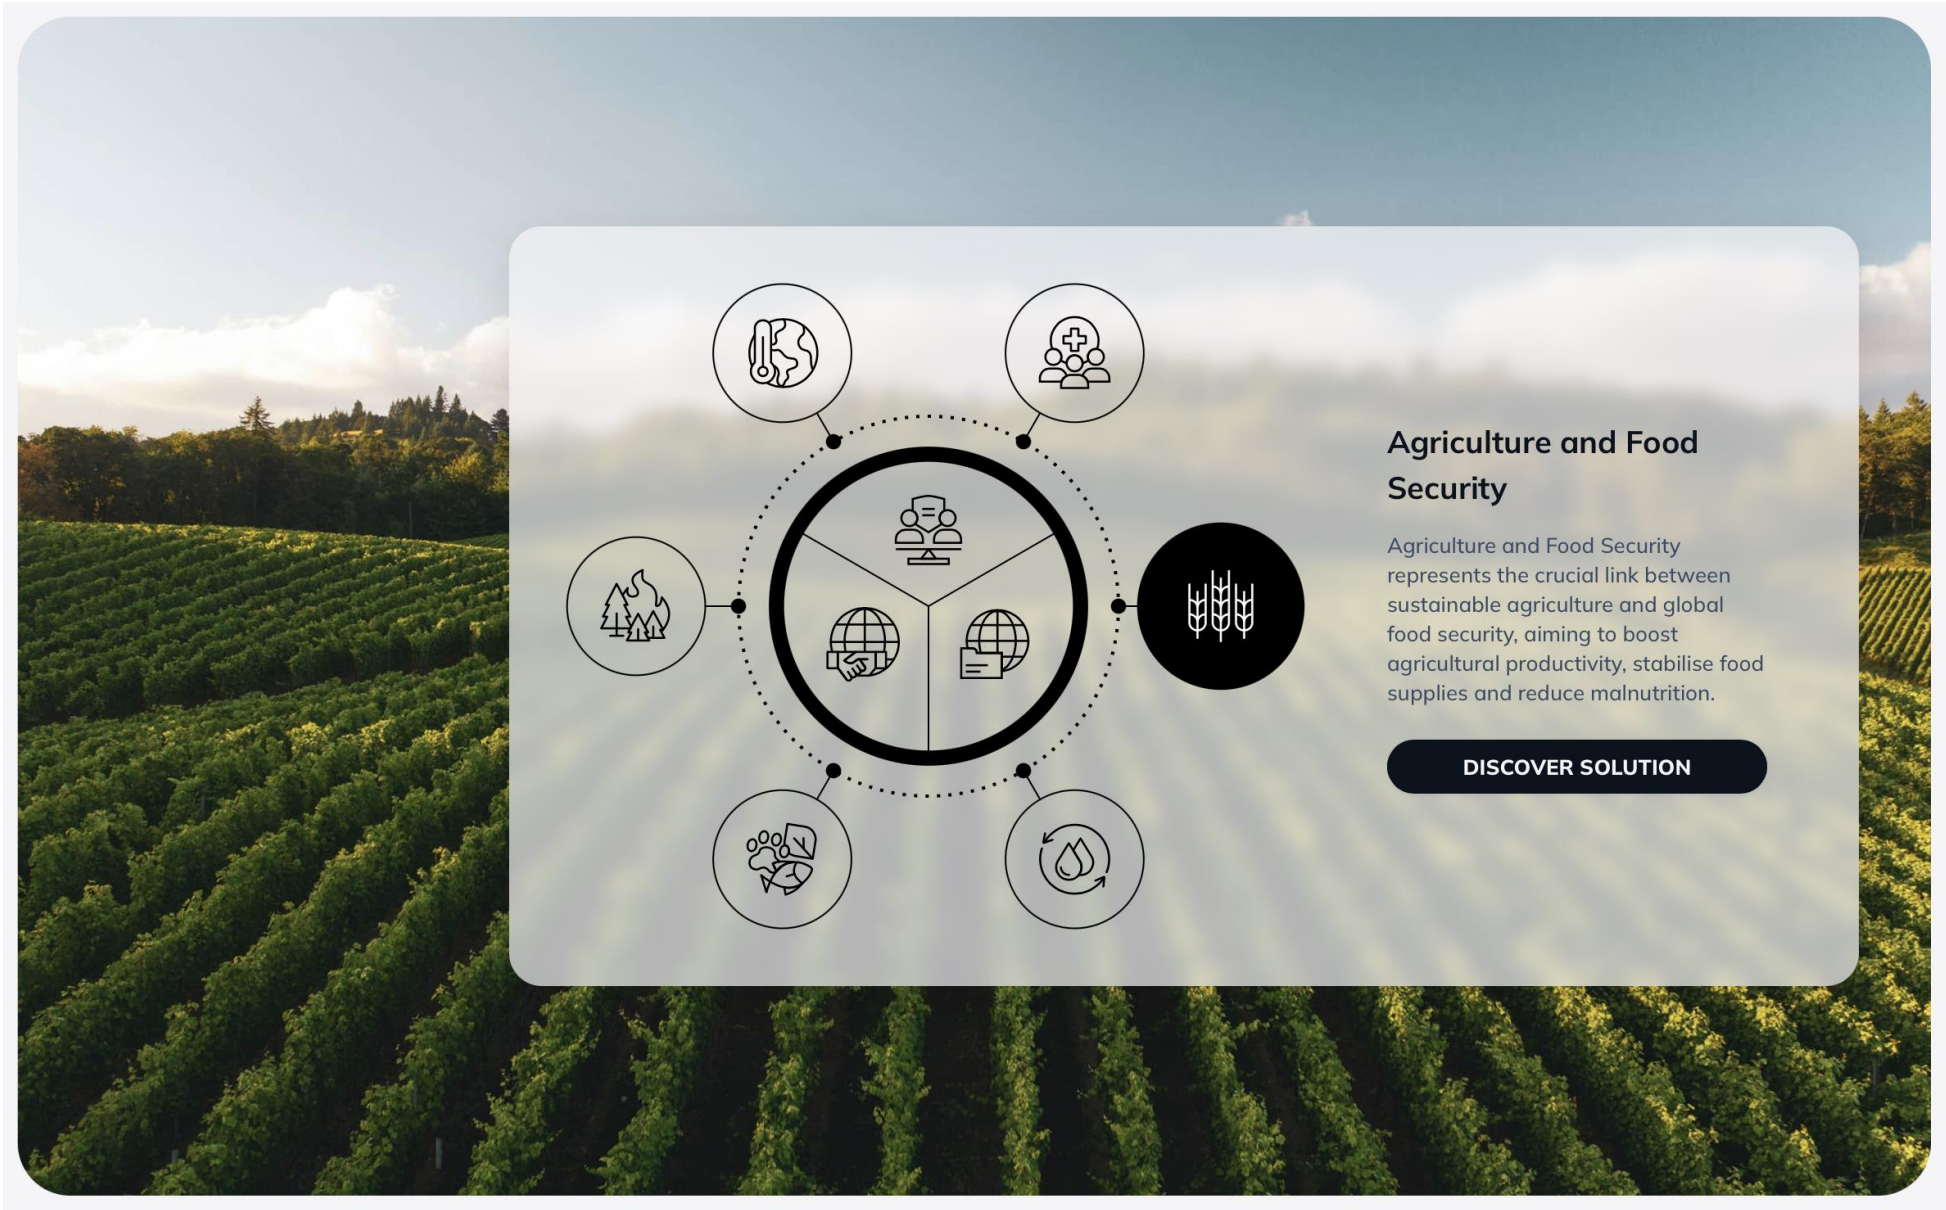 Agriculture and Food
Security
Agriculture and Food Security
represents the crucial link between
sustainable agriculture and global
food security, aiming to boost
agricultural productivity, stabilise food
supplies and reduce malnutrition.
DISCOVER SOLUTION